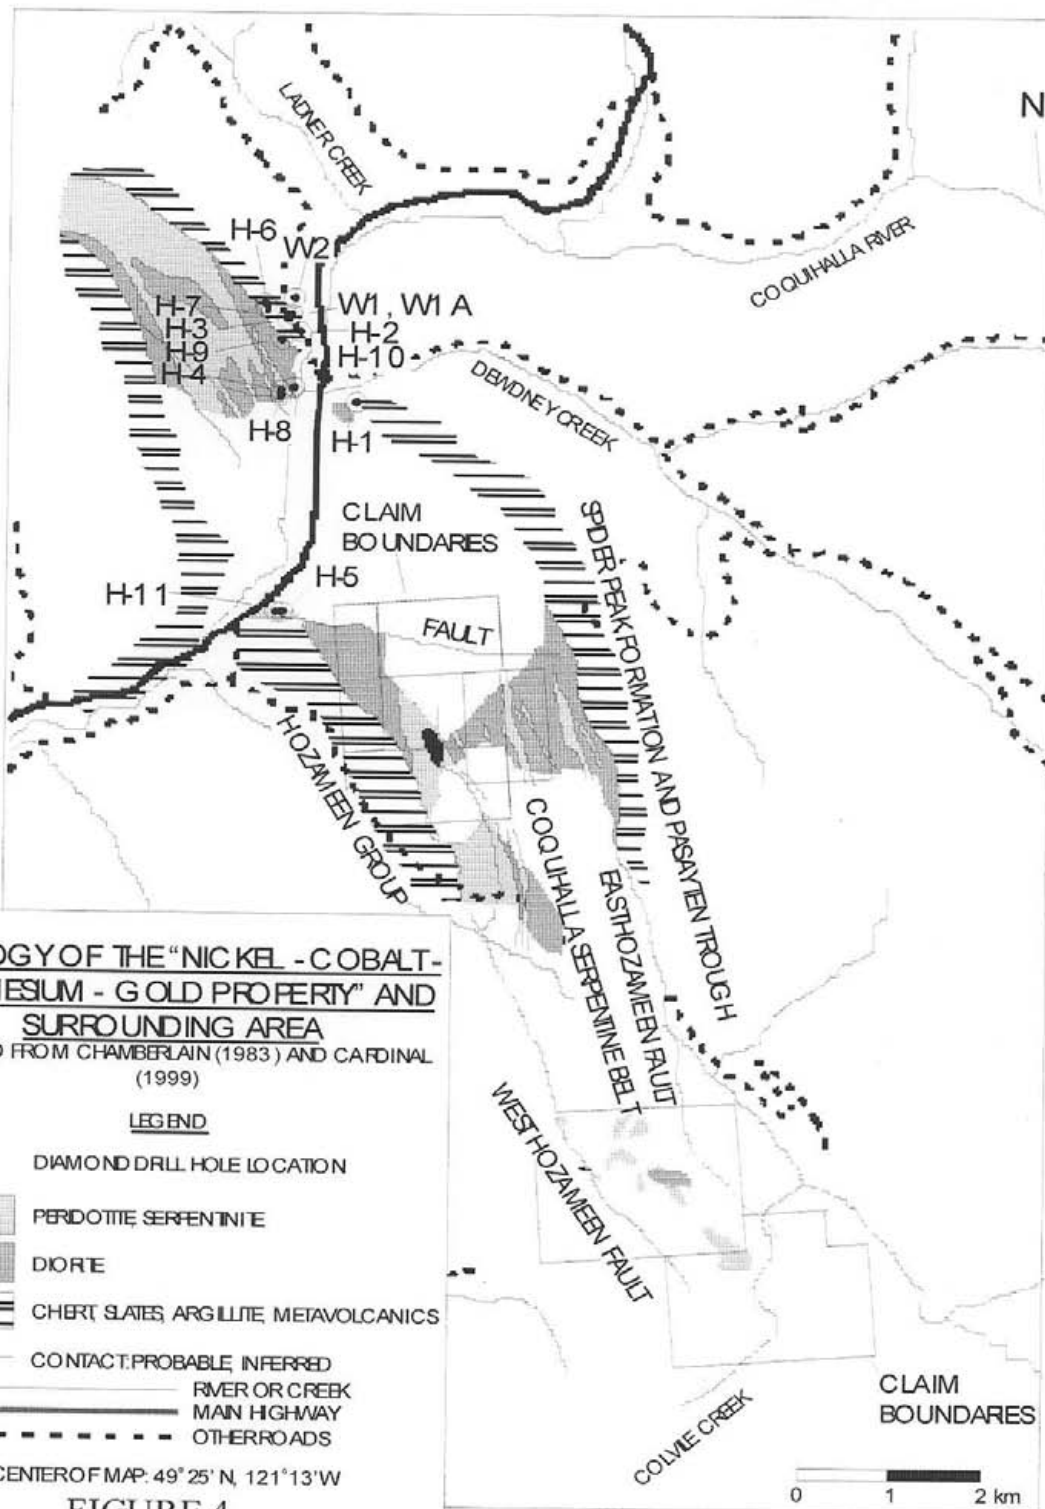 N
LADNER CREEK
COQUIHALLA RIVER
H-6
W2
H-7
W1, W1 A
H-3
H-2
H-9
H-10
H-4
DEWDNEY CREEK
H-8
H-1
CLAIM
BOUNDARIES
SPIDER PEAK FORMATION AND PASAYTEN TROUGH
H-5
H-11
FAULT
HOZAMEEN GROUP
COQUIHALLA SERPENTINE BELT
EAST HOZAMEEN FAULT
WEST HOZAMEEN FAULT
OGY OF THE "NICKEL - COBALT -
NESIUM - GOLD PROPERTY" AND
SURROUNDING AREA
D FROM CHAMBERLAIN (1983) AND CARDINAL
(1999)
LEGEND
DIAMOND DRILL HOLE LOCATION
PERIDOTITE, SERPENTINITE
DIORITE
CHERT, SLATES, ARGILLITE, METAVOLCANICS
CONTACT: PROBABLE, INFERRED
RIVER OR CREEK
MAIN HIGHWAY
OTHER ROADS
CENTER OF MAP: 49° 25' N, 121° 13' W
FIGURE 4
COLVILE CREEK
CLAIM
BOUNDARIES
0 1 2 km